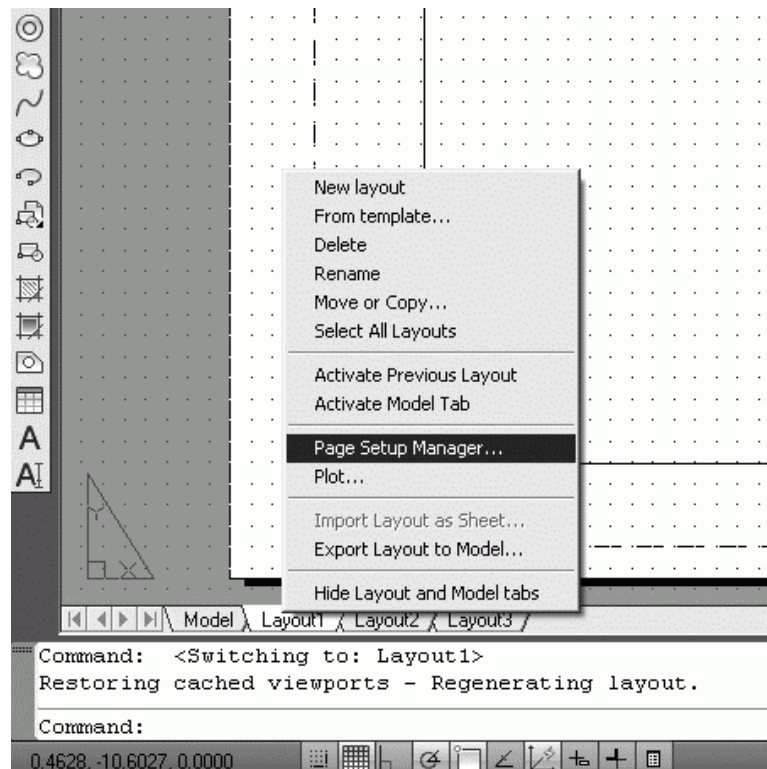 New layout
From template...
Delete
Rename
Move or Copy...
Select All Layouts
Activate Previous Layout
Activate Model Tab
Page Setup Manager...
Plot...
Import Layout as Sheet...
Export Layout to Model...
Hide Layout and Model tabs
A
AI
Y
X
Model Layout1 Layout2 Layout3
Command: <Switching to: Layout1>
Restoring cached viewports - Regenerating layout.
Command:
0.4628, -10.6027, 0.0000